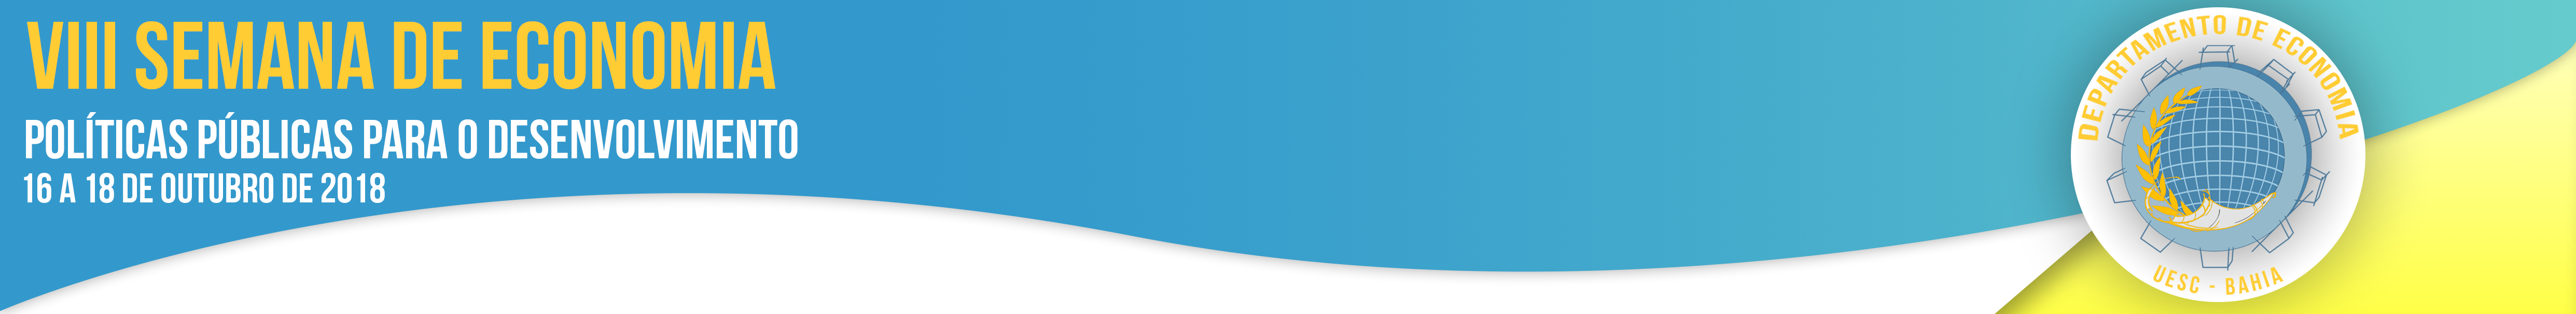 VIII SEMANA DE ECONOMIA
POLÍTICAS PÚBLICAS PARA O DESENVOLVIMENTO
16 A 18 DE OUTUBRO DE 2018
DEPARTAMENTO DE ECONOMIA
UESC - BAHIA